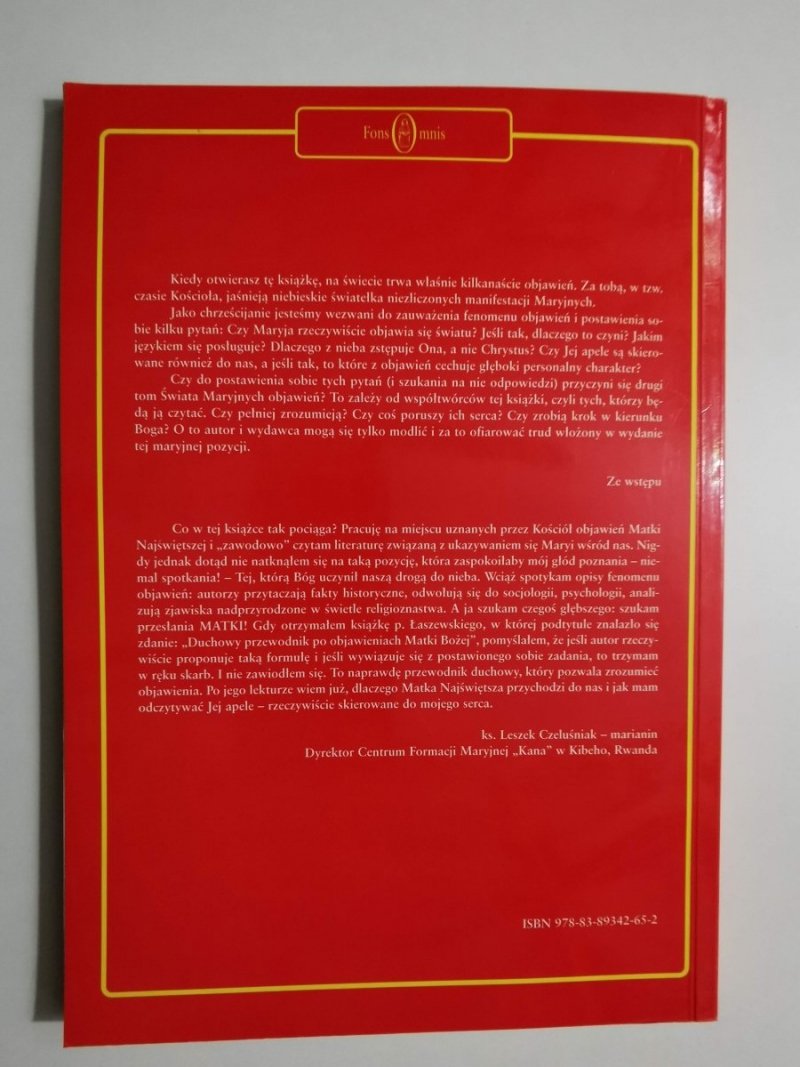 Fons Omnis
Kiedy otwierasz tę książkę, na świecie trwa właśnie kilkanaście objawień. Za tobą, w tzw.
czasie Kościoła, jaśnieją niebieskie światełka niezliczonych manifestacji Maryjnych.
Jako chrześcijanie jesteśmy wezwani do zauważenia fenomenu objawień i postawienia so-
bie kilku pytań: Czy Maryja rzeczywiście objawia się światu? Jeśli tak, dlaczego to czyni? Jakim
językiem się posługuje? Dlaczego z nieba zstępuje Ona, a nie Chrystus? Czy Jej apele są skiero-
wane również do nas, a jeśli tak, to które z objawień cechuje głęboki personalny charakter?
Czy do postawienia sobie tych pytań (i szukania na nie odpowiedzi) przyczyni się drugi
tom Świata Maryjnych objawień? To zależy od współtwórców tej książki, czyli tych, którzy bę-
dą ją czytać. Czy pełniej zrozumieją? Czy coś poruszy ich serca? Czy zrobią krok w kierunku
Boga? O to autor i wydawca mogą się tylko modlić i za to ofiarować trud włożony w wydanie
tej maryjnej pozycji.
Ze wstępu
Co w tej książce tak pociąga? Pracuję na miejscu uznanych przez Kościół objawień Matki
Najświętszej i „zawodowo” czytam literaturę związaną z ukazywaniem się Maryi wśród nas. Nig-
dy jednak dotąd nie natknąłem się na taką pozycję, która zaspokoiłaby mój głód poznania – nie-
mal spotkania! – Tej, którą Bóg uczynił naszą drogą do nieba. Wciąż spotykam opisy fenomenu
objawień: autorzy przytaczają fakty historyczne, odwołują się do socjologii, psychologii, anali-
zują zjawiska nadprzyrodzone w świetle religioznastwa. A ja szukam czegoś głębszego: szukam
przesłania MATKI! Gdy otrzymałem książkę p. Łaszewskiego, w której podtytule znalazło się
zdanie: „Duchowy przewodnik po objawieniach Matki Bożej”, pomyślałem, że jeśli autor rzeczy-
wiście proponuje taką formułę i jeśli wywiązuje się z postawionego sobie zadania, to trzymam
w ręku skarb. I nie zawiodłem się. To naprawdę przewodnik duchowy, który pozwala zrozumieć
objawienia. Po jego lekturze wiem już, dlaczego Matka Najświętsza przychodzi do nas i jak mam
odczytywać Jej apele – rzeczywiście skierowane do mojego serca.
ks. Leszek Czeluśniak – marianin
Dyrektor Centrum Formacji Maryjnej „Kana” w Kibeho, Rwanda
ISBN 978-83-89342-65-2